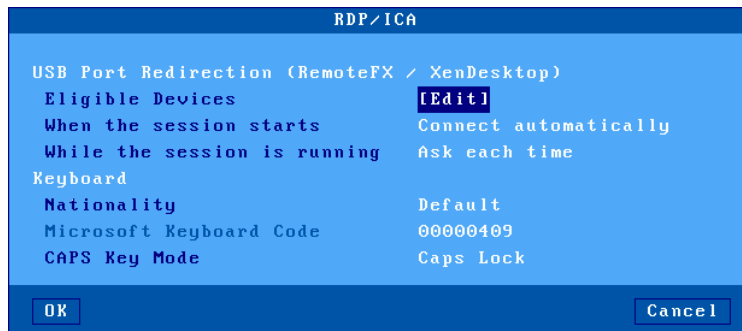 RDP/ICA
USB Port Redirection (RemoteFX / XenDesktop)
Eligible Devices [Edit]
When the session starts Connect automatically
While the session is running Ask each time
Keyboard
Nationality Default
Microsoft Keyboard Code 00000409
CAPS Key Mode Caps Lock
OK Cancel